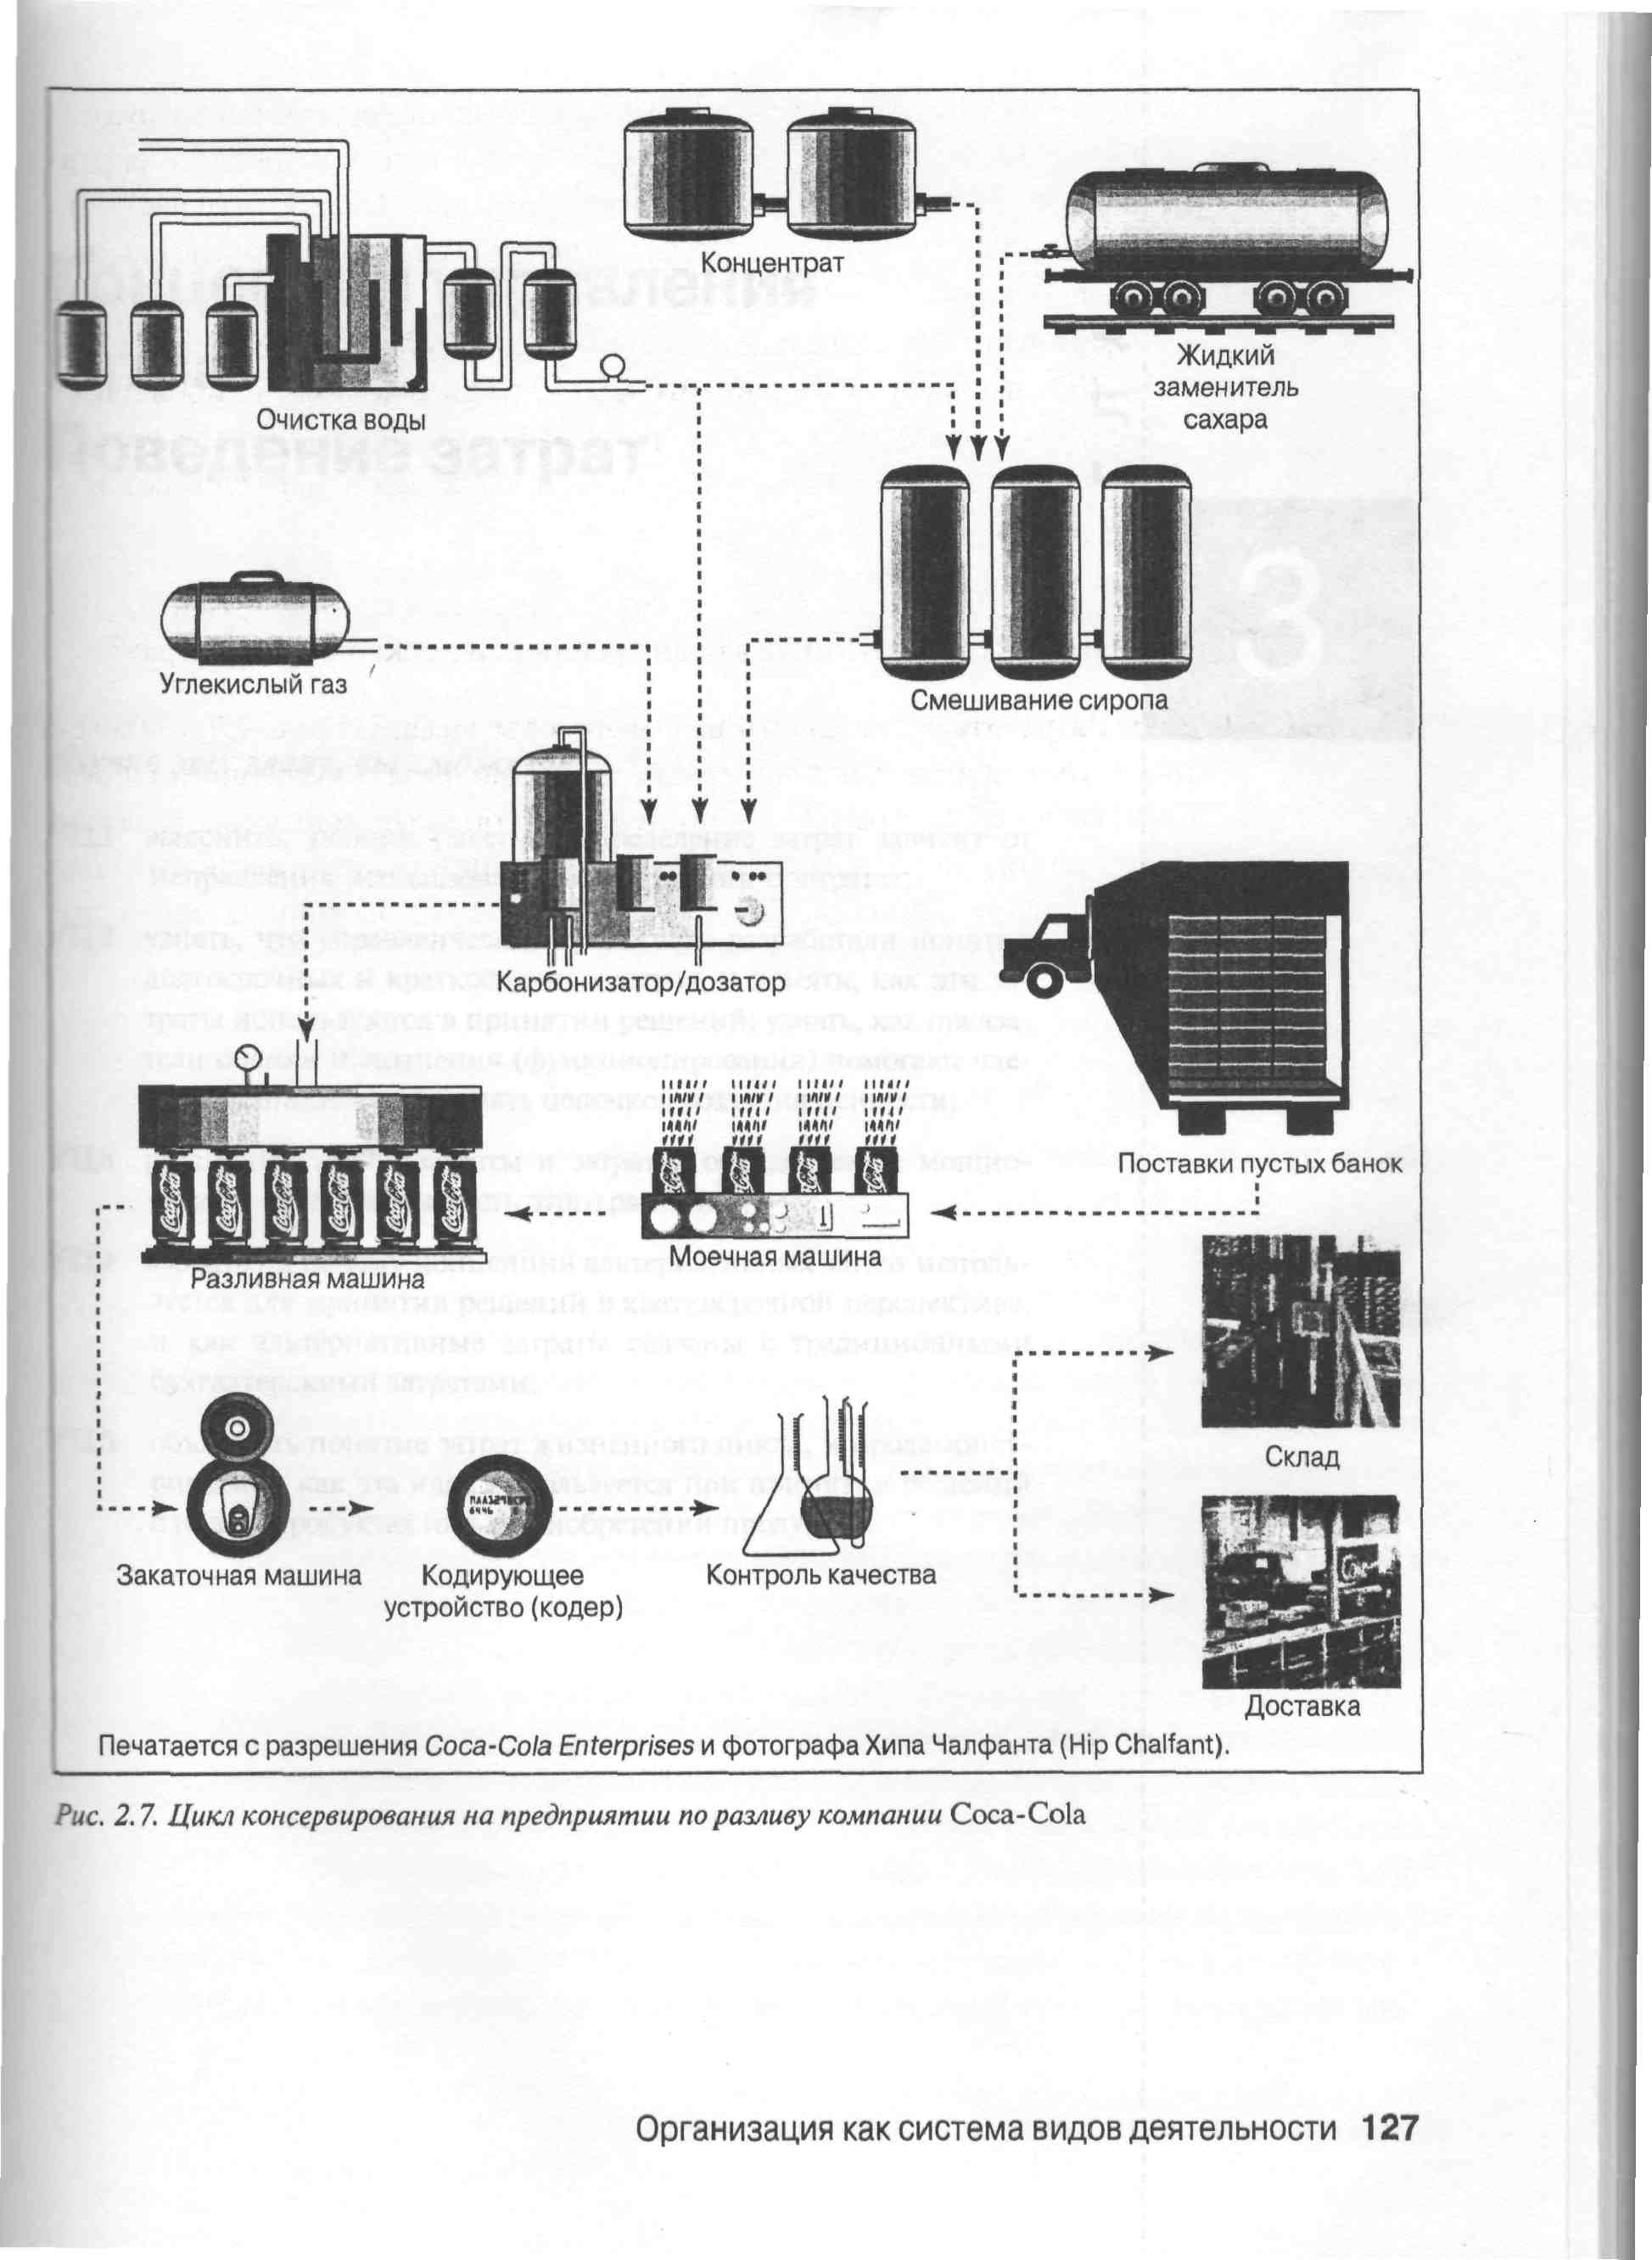 Концентрат
Жидкий
заменитель
сахара
Очистка воды
Углекислый газ
Смешивание сиропа
Карбонизатор/дозатор
Поставки пустых банок
Coca-Cola
Моечная машина
Разливная машина
Склад
Закаточная машина
Кодирующее
устройство (кодер)
Контроль качества
Доставка
Печатается с разрешения Coca-Cola Enterprises и фотографа Хипа Чалфанта (Hip Chalfant).
Рис. 2.7. Цикл консервирования на предприятии по разливу компании Coca-Cola
Организация как система видов деятельности 127